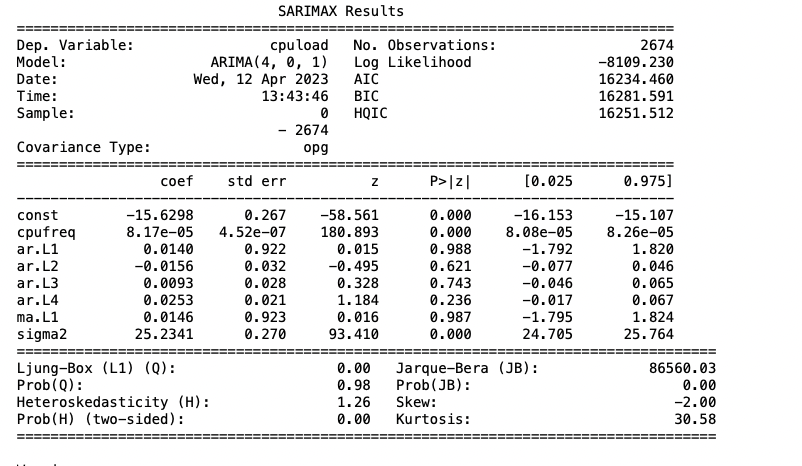 SARIMAX Results
==============================================================================
Dep. Variable:                cpuload   No. Observations:                 2674
Model:                 ARIMA(4, 0, 1)   Log Likelihood               -8109.230
Date:                Wed, 12 Apr 2023   AIC                          16234.460
Time:                        13:43:46   BIC                          16281.591
Sample:                             0   HQIC                         16251.512
- 2674
Covariance Type:                  opg
==============================================================================
coef    std err          z      P>|z|      [0.025      0.975]
------------------------------------------------------------------------------
const        -15.6298      0.267    -58.561      0.000     -16.153     -15.107
cpufreq      8.17e-05   4.52e-07    180.893      0.000    8.08e-05    8.26e-05
ar.L1          0.0140      0.922      0.015      0.988      -1.792       1.820
ar.L2         -0.0156      0.032     -0.495      0.621      -0.077       0.046
ar.L3          0.0093      0.028      0.328      0.743      -0.046       0.065
ar.L4          0.0253      0.021      1.184      0.236      -0.017       0.067
ma.L1          0.0146      0.923      0.016      0.987      -1.795       1.824
sigma2        25.2341      0.270     93.410      0.000      24.705      25.764
===================================================================================
Ljung-Box (L1) (Q):                   0.00   Jarque-Bera (JB):             86560.03
Prob(Q):                              0.98   Prob(JB):                         0.00
Heteroskedasticity (H):               1.26   Skew:                            -2.00
Prob(H) (two-sided):                  0.00   Kurtosis:                        30.58
===================================================================================